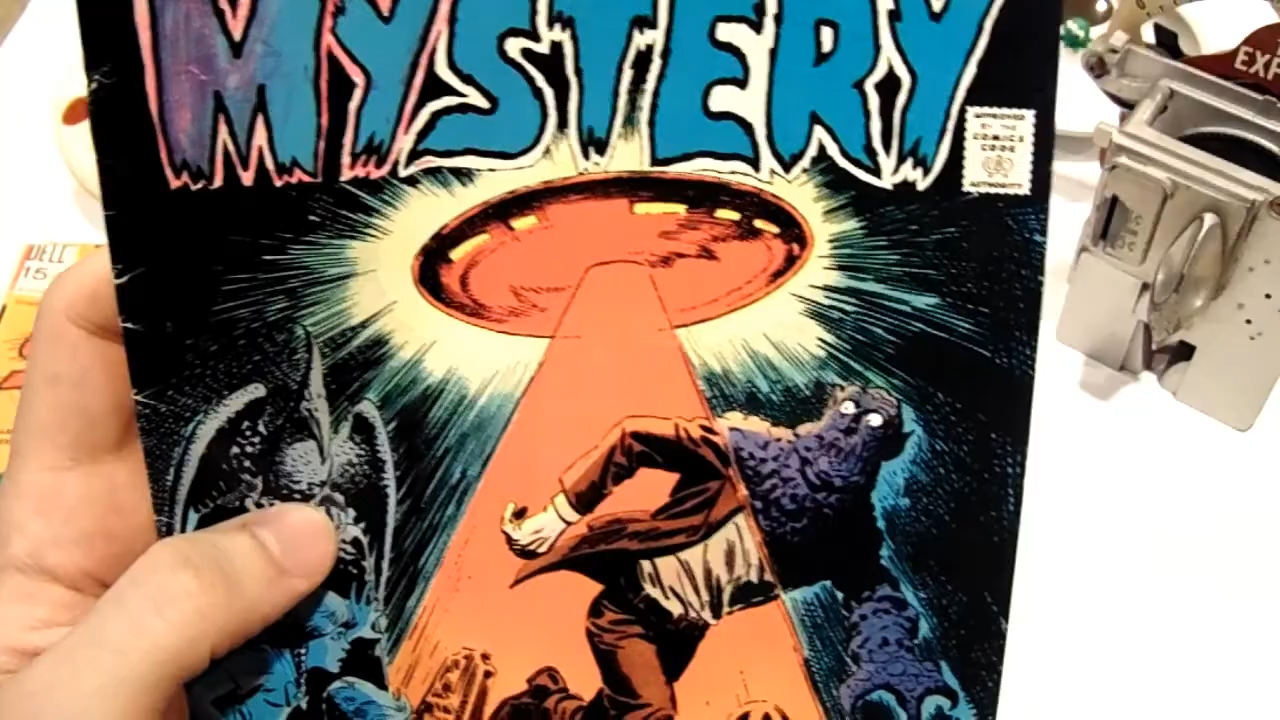 MYSTERY
APPROVED
BY THE
COMICS
CODE
AUTHORITY
EXP
DELL
15